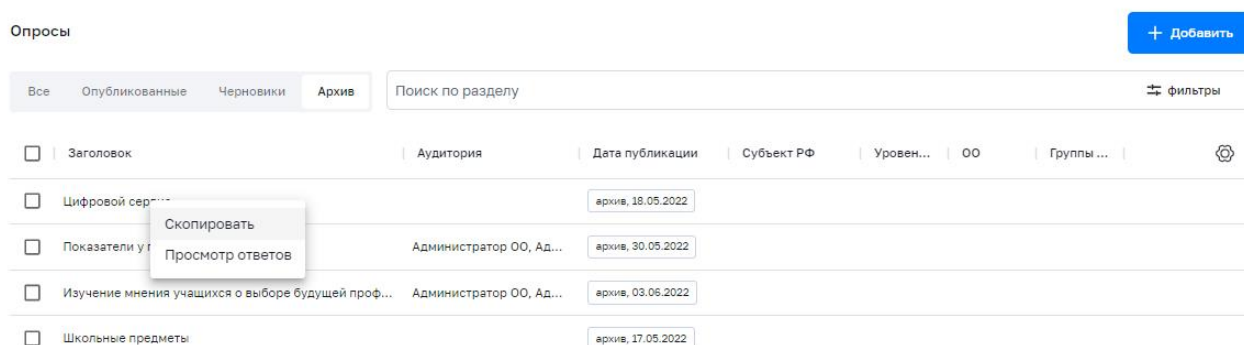 Опросы
+ Добавить
Все Опубликованные Черновики Архив Поиск по разделу фильтры
Заголовок Аудитория Дата публикации Субъект РФ Уровен... ОО Группы ...
Цифровой архив, 18.05.2022
Скопировать
Показатели у Администратор ОО, Ад... архив, 30.05.2022
Просмотр ответов
Изучение мнения учащихся о выборе будущей проф... Администратор ОО, Ад... архив, 03.06.2022
Школьные предметы архив, 17.05.2022